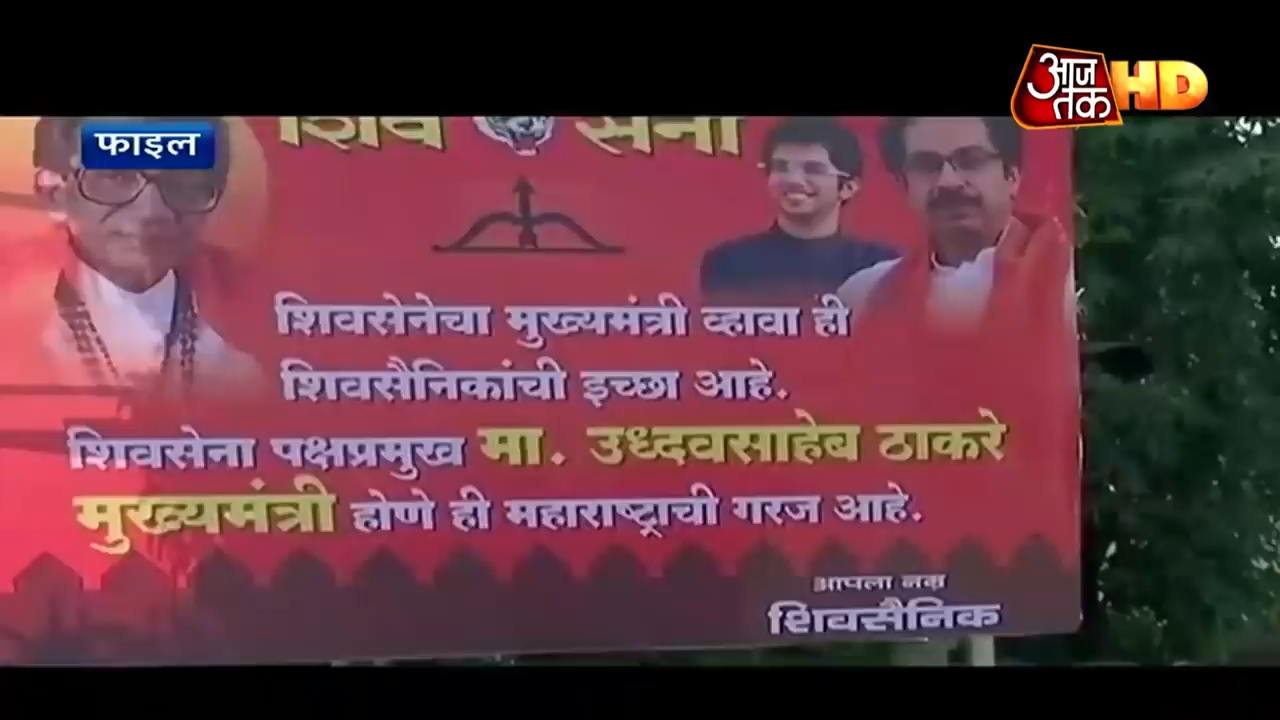 आज
तक HD
फाइल
शिव सेना
शिवसेनेचा मुख्यमंत्री व्हावा ही
शिवसैनिकांची इच्छा आहे.
शिवसेना पक्षप्रमुख मा. उध्दवसाहेब ठाकरे
मुख्यमंत्री होणे ही महाराष्ट्राची गरज आहे.
आपला नम्र
शिवसैनिक